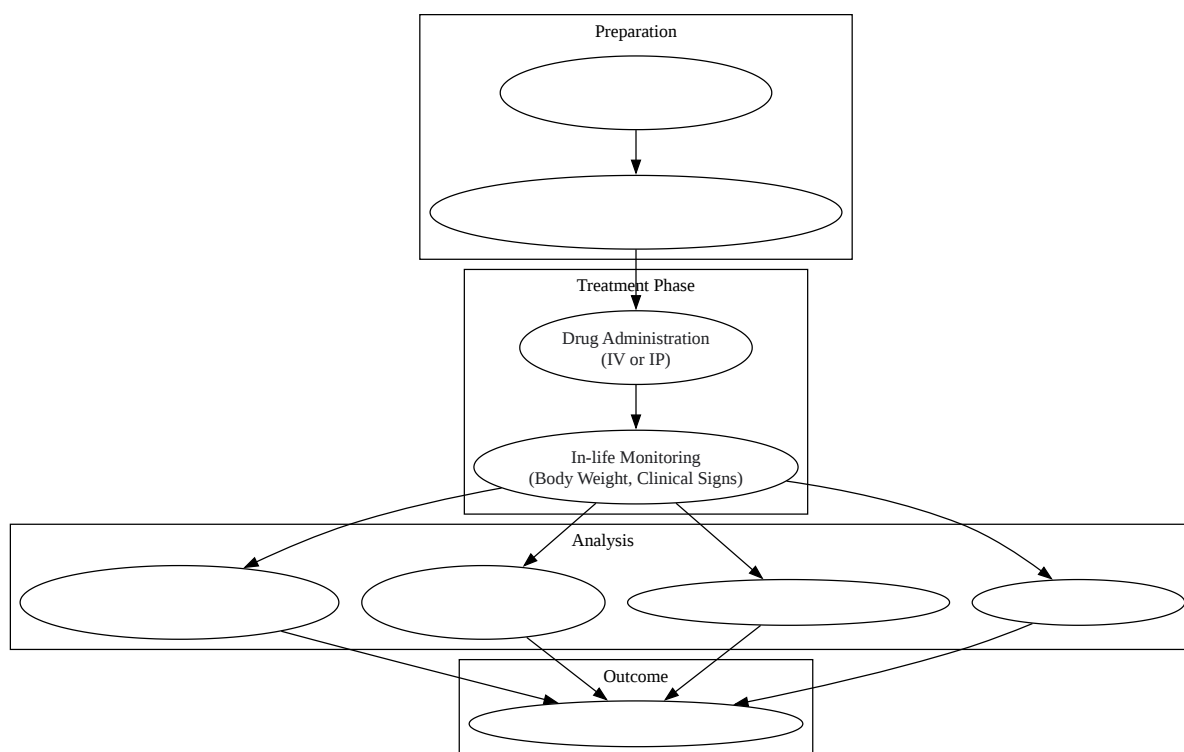 Preparation
Treatment Phase
Drug Administration
(IV or IP)
In-life Monitoring
(Body Weight, Clinical Signs)
Analysis
Outcome